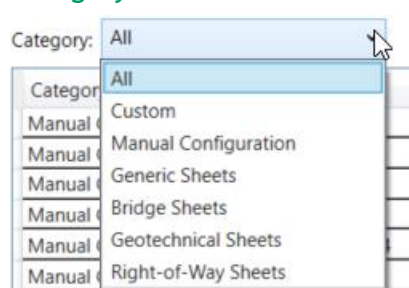 Category: All
All
Categor
Custom
Manual
Manual Configuration
Manual
Generic Sheets
Manual
Bridge Sheets
Manual
Geotechnical Sheets
Manual
Right-of-Way Sheets
Manual